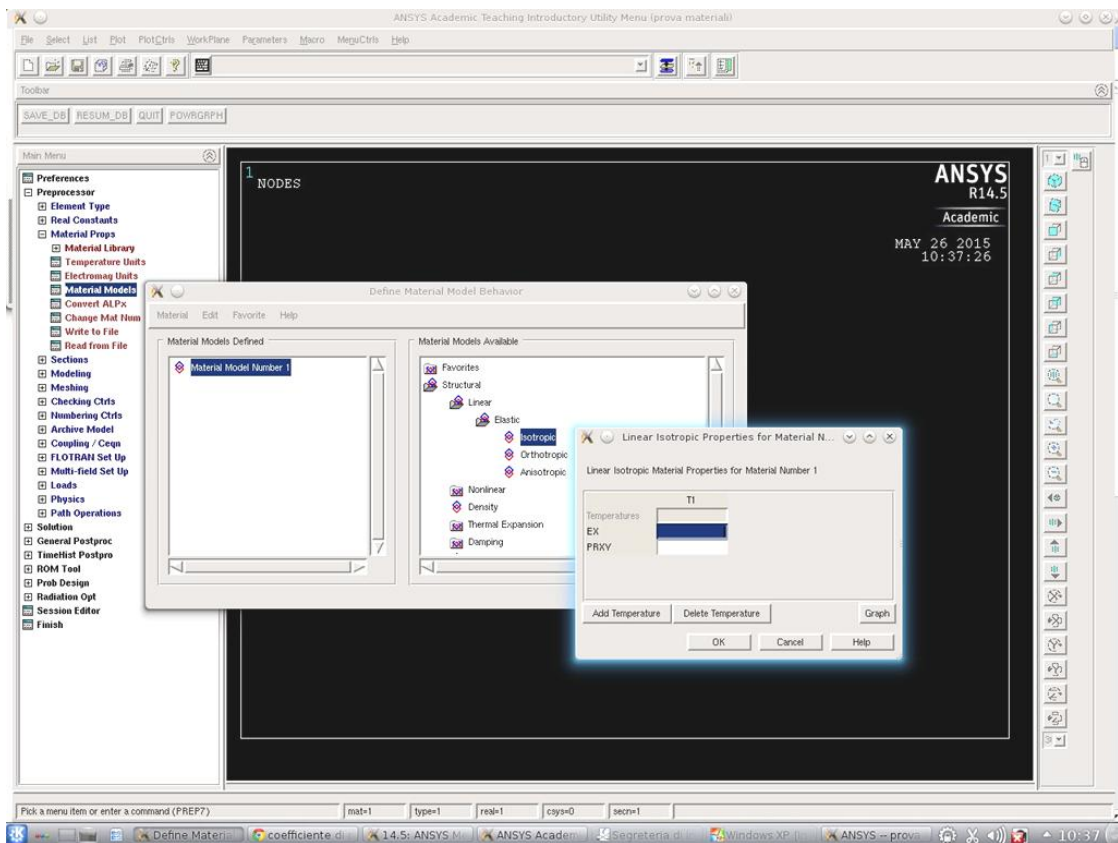 ANSYS Academic Teaching Introductory Utility Menu (prova materiali)
File Select List Plot PlotCtrls WorkPlane Parameters Macro MenuCtrls Help
Toolbar
SAVE_DB RESUM_DB QUIT POWRGRPH
Main Menu
Preferences
Preprocessor
Element Type
Real Constants
Material Props
Material Library
Temperature Units
Electromag Units
Material Models
Convert ALPx
Change Mat Num
Write to File
Read from File
Sections
Modeling
Meshing
Checking Ctrls
Numbering Ctrls
Archive Model
Coupling / Ceqn
FLOTRAN Set Up
Multi-field Set Up
Loads
Physics
Path Operations
Solution
General Postproc
TimeHist Postpro
ROM Tool
Prob Design
Radiation Opt
Session Editor
Finish
1
NODES
ANSYS
R14.5
Academic
MAY 26 2015
10:37:26
Define Material Model Behavior
Material Edit Favorite Help
Material Models Defined
Material Model Number 1
Material Models Available
Favorites
Structural
Linear
Elastic
Isotropic
Orthotropic
Anisotropic
Nonlinear
Density
Thermal Expansion
Damping
Linear Isotropic Properties for Material N...
Linear Isotropic Material Properties for Material Number 1
T1
Temperatures
EX
PRXY
Add Temperature Delete Temperature Graph
OK Cancel Help
1
3
Pick a menu item or enter a command (PREP7) mat=1 type=1 real=1 csys=0 secn=1
Define Materia coefficiente di 14.5: ANSYS M ANSYS Academ Segreteria di Windows XP ANSYS -- prova 10:37